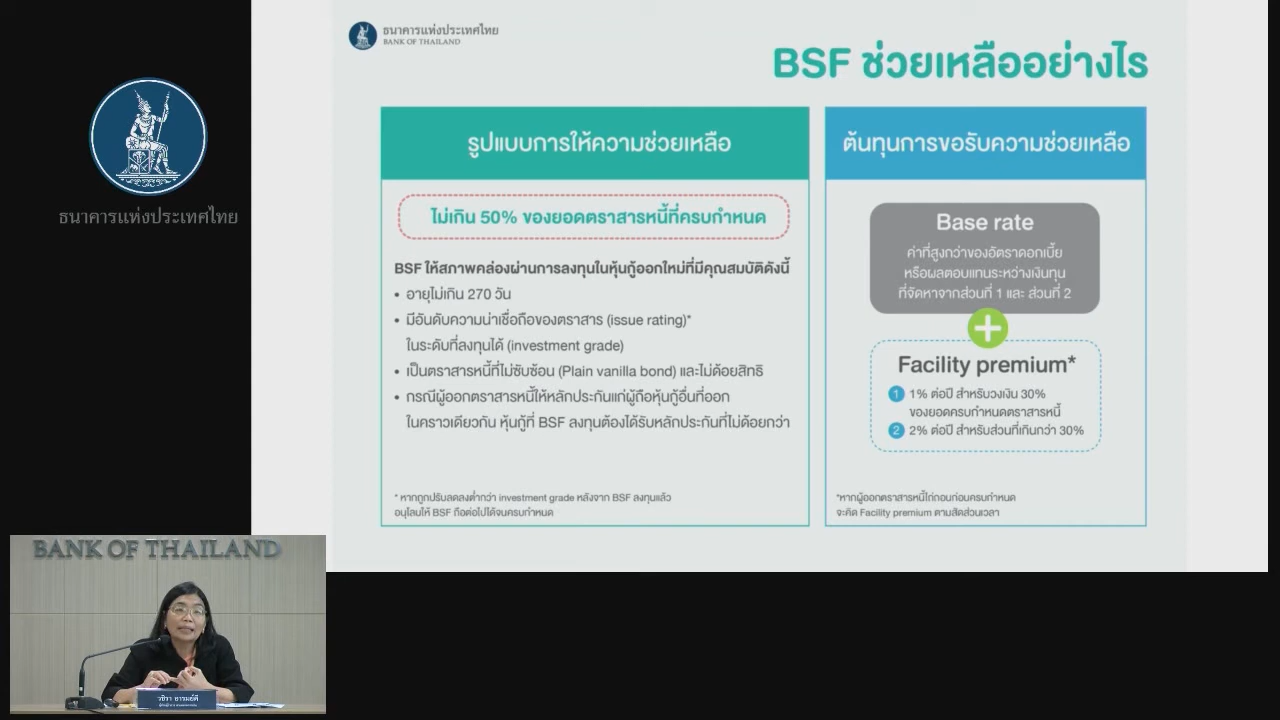 ธนาคารแห่งประเทศไทย
ธนาคารแห่งประเทศไทย
BANK OF THAILAND
BSF ช่วยเหลืออย่างไร
รูปแบบการให้ความช่วยเหลือ
ไม่เกิน 50% ของยอดตราสารหนี้ที่ครบกำหนด
BSF ให้สภาพคล่องผ่านการลงทุนในหุ้นกู้ออกใหม่ที่มีคุณสมบัติดังนี้
• อายุไม่เกิน 270 วัน
• มีอันดับความน่าเชื่อถือของตราสาร (issue rating)*
ในระดับที่ลงทุนได้ (investment grade)
• เป็นตราสารหนี้ที่ไม่ซับซ้อน (Plain vanilla bond) และไม่ด้อยสิทธิ
• กรณีผู้ออกตราสารหนี้ให้หลักประกันแก่ผู้ถือหุ้นกู้อื่นที่ออก
ในคราวเดียวกัน หุ้นกู้ที่ BSF ลงทุนต้องได้รับหลักประกันที่ไม่ด้อยกว่า
* หากถูกปรับลดลงต่ำกว่า investment grade หลังจาก BSF ลงทุนแล้ว
อนุโลมให้ BSF ถือต่อไปได้จนครบกำหนด
ต้นทุนการขอรับความช่วยเหลือ
Base rate
ค่าที่สูงกว่าของอัตราดอกเบี้ย
หรือผลตอบแทนระหว่างเงินทุน
ที่จัดหาจากส่วนที่ 1 และ ส่วนที่ 2
+
Facility premium*
1 1% ต่อปี สำหรับวงเงิน 30%
ของยอดครบกำหนดตราสารหนี้
2 2% ต่อปี สำหรับส่วนที่เกินกว่า 30%
*หากผู้ออกตราสารหนี้ไถ่ถอนก่อนครบกำหนด
จะคิด Facility premium ตามสัดส่วนเวลา
BANK OF THAILAND
วชิรา อารมย์ดี